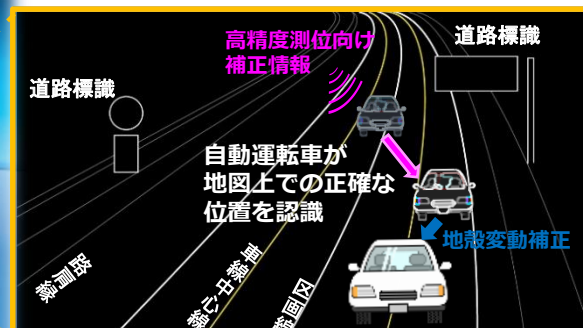 高精度測位向け
補正情報
道路標識
道路標識
自動運転車が
地図上での正確な
位置を認識
地殻変動補正
路肩線
車線中心線
区画線